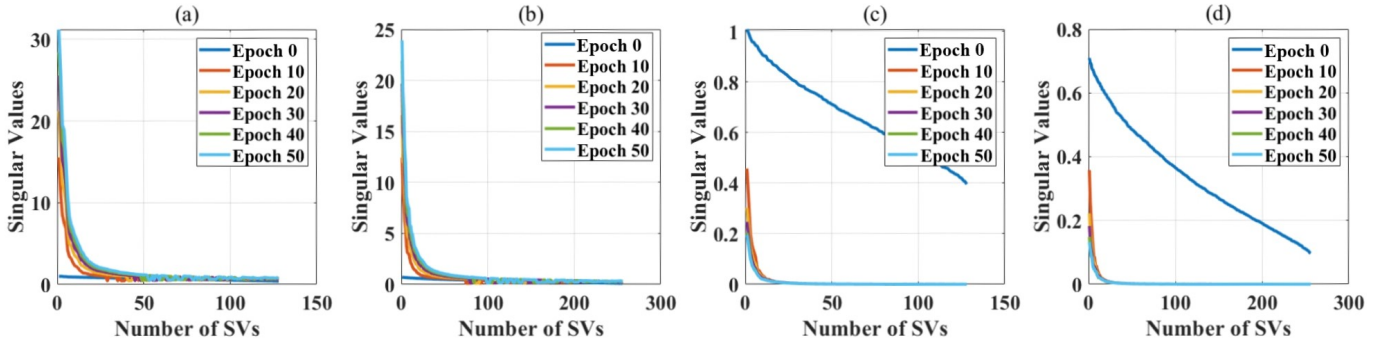 (a)
Singular Values
30
20
10
0
0 50 100 150
Number of SVs
Epoch 0
Epoch 10
Epoch 20
Epoch 30
Epoch 40
Epoch 50
(b)
Singular Values
25
20
15
10
5
0
0 100 200 300
Number of SVs
Epoch 0
Epoch 10
Epoch 20
Epoch 30
Epoch 40
Epoch 50
(c)
Singular Values
1
0.8
0.6
0.4
0.2
0
0 50 100 150
Number of SVs
Epoch 0
Epoch 10
Epoch 20
Epoch 30
Epoch 40
Epoch 50
(d)
Singular Values
0.8
0.6
0.4
0.2
0
0 100 200 300
Number of SVs
Epoch 0
Epoch 10
Epoch 20
Epoch 30
Epoch 40
Epoch 50